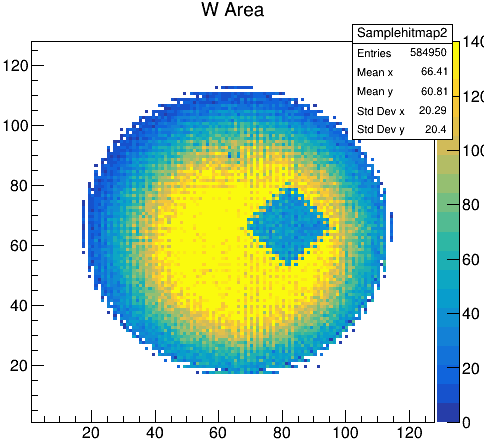 W Area
Samplehitmap2
Entries 584950
Mean x 66.41
Mean y 60.81
Std Dev x 20.29
Std Dev y 20.4
120
100
80
60
40
20
20 40 60 80 100 120
140
100
80
60
40
20
0